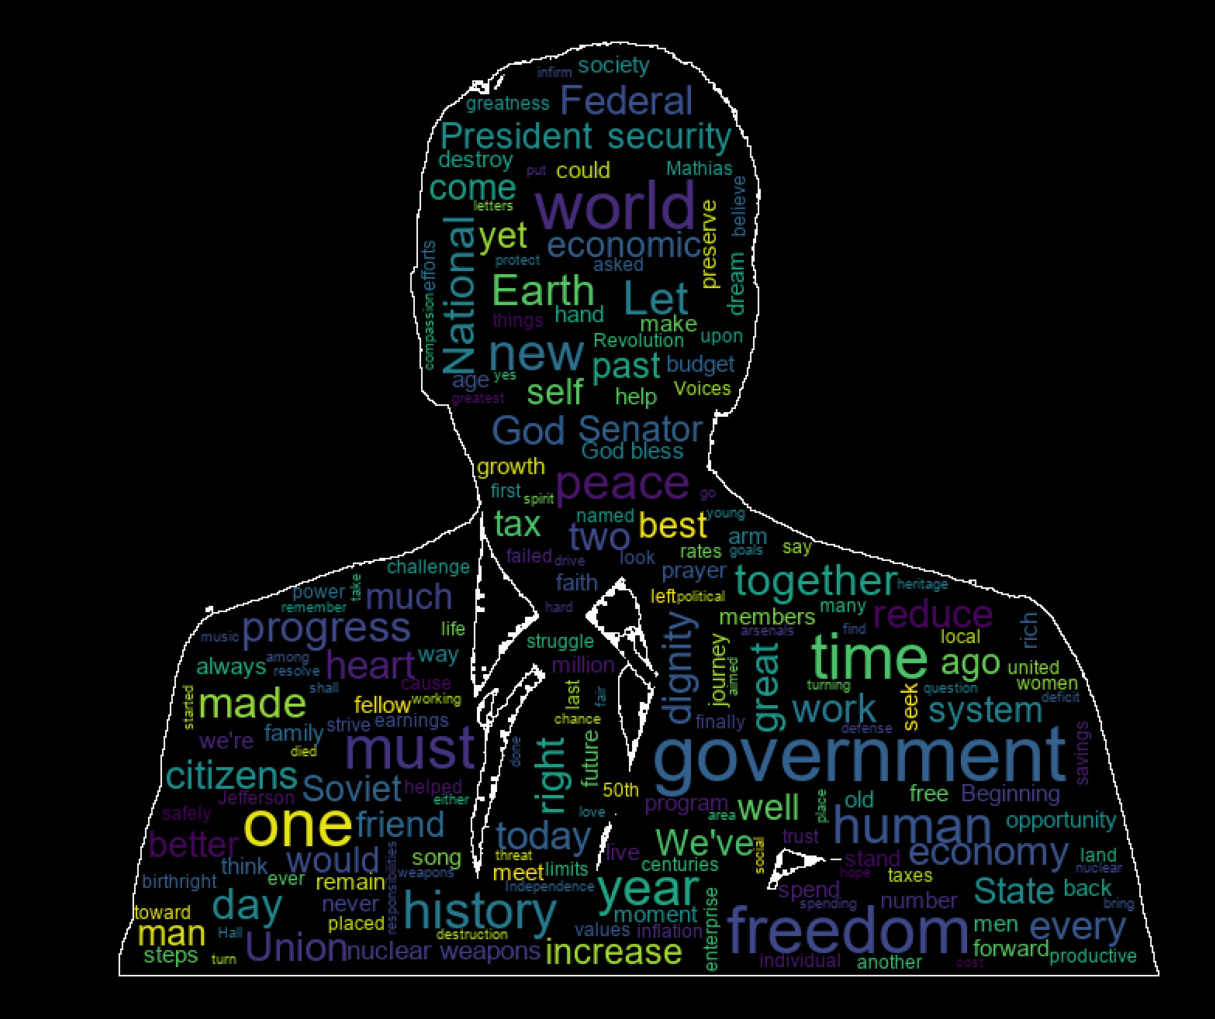 society
infirm
greatness
Federal
President
security
destroy
put
could
Mathias
come
letters
world
believe
yet
preserve
National
efforts
economic
protect
asked
Earth
Let
dream
compassion
things
hand
make
Revolution
upon
new
past
budget
age
yes
self
help
Voices
greatest
God
Senator
God bless
growth
peace
first
spirit
go
tax
named
best
young
two
arm
say
failed
drive
look
rates
goals
challenge
faith
prayer
together
heritage
power
take
much
left
political
remember
hard
members
many
reduce
music
progress
life
struggle
dignity
arsenals
find
local
rich
always
among
resolve
heart
way
million
journey
aimed
great
time
ago
united
shall
cause
last
fair
turning
question
women
deficit
started
made
fellow
working
chance
finally
work
seek
system
strive
earnings
defense
we're
family
died
must
done
right
future
government
savings
citizens
Soviet
helped
50th
free
Beginning
Jefferson
either
program
well
place
old
safely
love
area
opportunity
one
friend
today
We've
social
trust
human
better
would
song
threat
live
economy
think
meet
limits
centuries
stand
land
hope
nuclear
birthright
ever
remain
responsibilities
weapons
Independence
year
taxes
spend
State
back
day
never
history
moment
spending
number
bring
toward
placed
values
inflation
enterprise
freedom
men
every
man
Hall
destruction
steps
turn
Union
nuclear weapons
increase
individual
another
cost
forward
productive